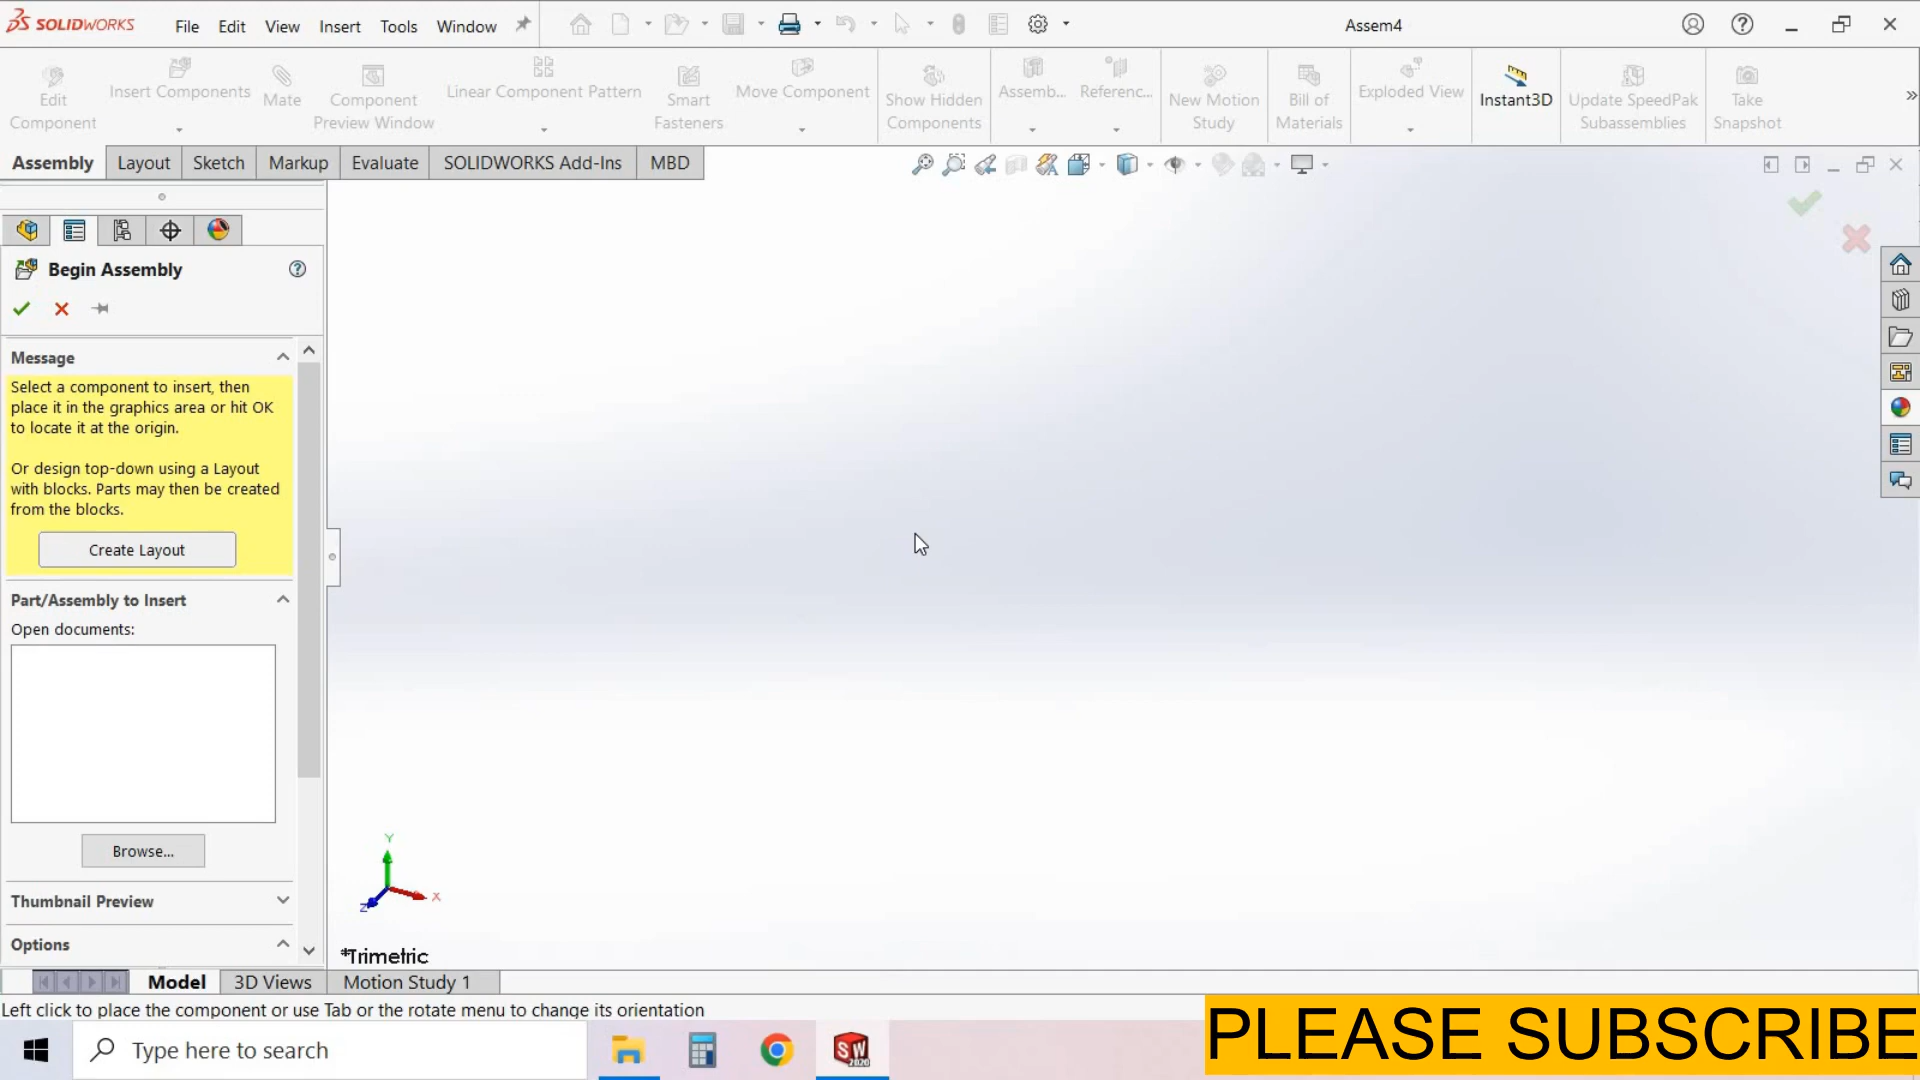 SOLIDWORKS File Edit View Insert Tools Window Assem4
Edit Component Insert Components Mate Component Preview Window Linear Component Pattern Smart Fasteners Move Component Show Hidden Components Assemb... Referenc... New Motion Study Bill of Materials Exploded View Instant3D Update SpeedPak Subassemblies Take Snapshot »
Assembly Layout Sketch Markup Evaluate SOLIDWORKS Add-Ins MBD
Begin Assembly
Message
Select a component to insert, then
place it in the graphics area or hit OK
to locate it at the origin.
Or design top-down using a Layout
with blocks. Parts may then be created
from the blocks.
Create Layout
Part/Assembly to Insert
Open documents:
Browse...
Thumbnail Preview
Options
Y
X
Z
*Trimetric
Model 3D Views Motion Study 1
Left click to place the component or use Tab or the rotate menu to change its orientation
Type here to search
SW
2020
PLEASE SUBSCRIBE